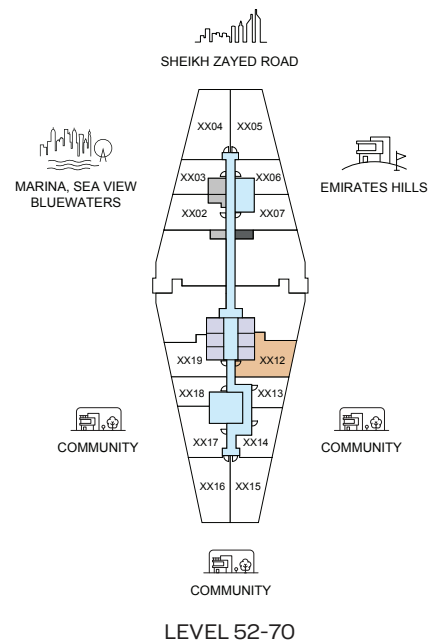 SHEIKH ZAYED ROAD
XX04 XX05
MARINA, SEA VIEW
BLUEWATERS
EMIRATES HILLS
XX03 XX06
XX02 XX07
XX19 XX12
XX18 XX13
COMMUNITY
COMMUNITY
XX17 XX14
XX16 XX15
COMMUNITY
LEVEL 52-70